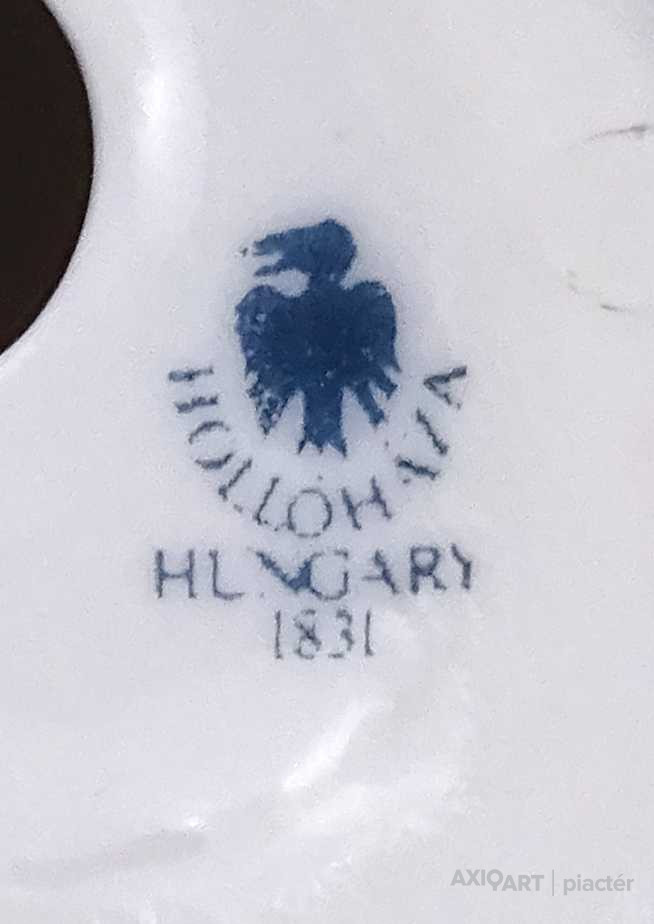 HOLLÓHÁZA
HUNGARY
1831
AXIOART | piactér